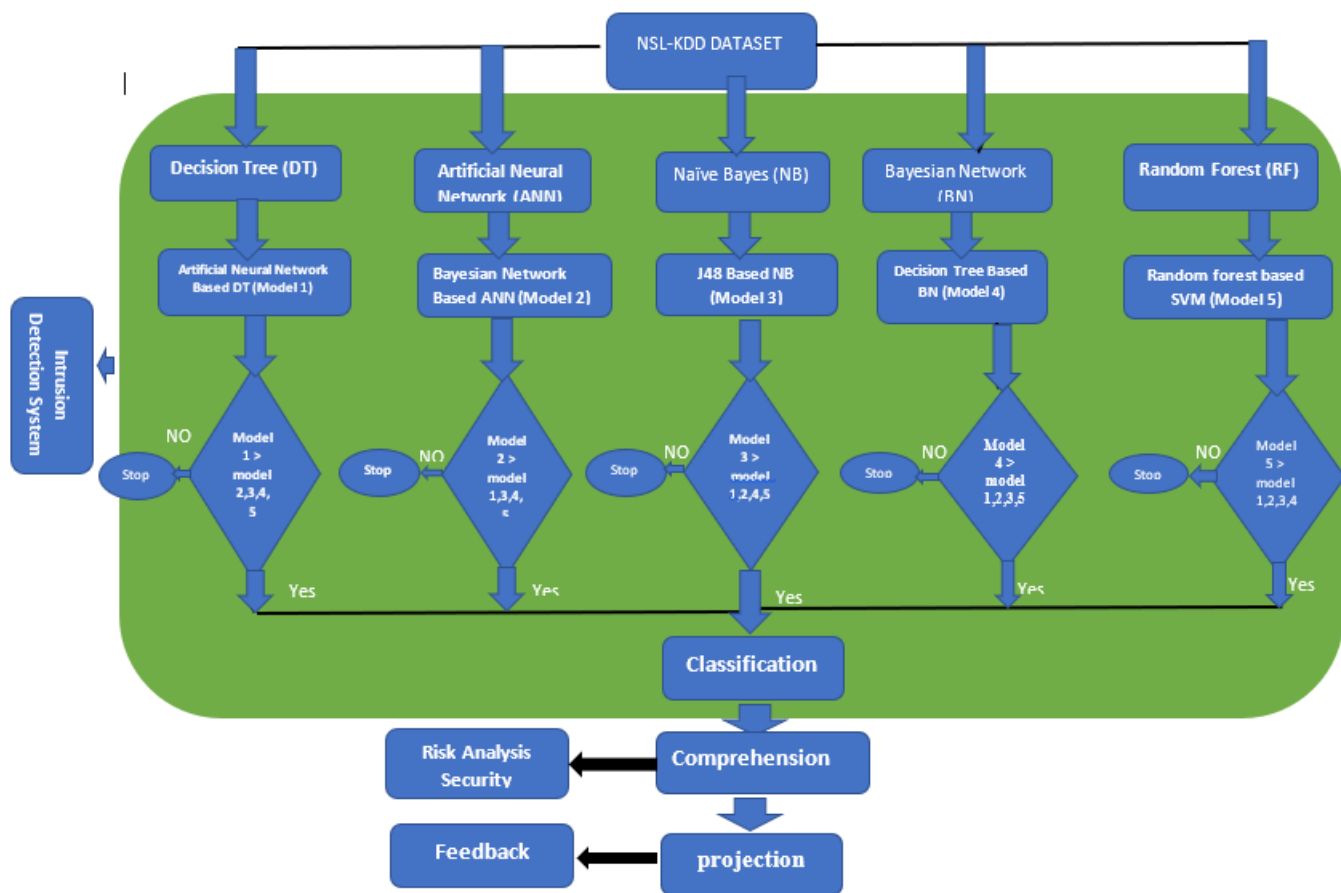 NSL-KDD DATASET
Decision Tree (DT)
Artificial Neural
Network (ANN)
Naïve Bayes (NB)
Bayesian Network
(BN)
Random Forest (RF)
Artificial Neural Network
Based DT (Model 1)
Bayesian Network
Based ANN (Model 2)
J48 Based NB
(Model 3)
Decision Tree Based
BN (Model 4)
Random forest based
SVM (Model 5)
Intrusion
Detection System
NO
Stop
Model
1 >
model
2,3,4,
5
NO
Stop
Model
2 >
model
1,3,4,
5
NO
Stop
Model
3 >
model
1,2,4,5
NO
Stop
Model
4 >
model
1,2,3,5
NO
Stop
Model
5 >
model
1,2,3,4
Yes
Yes
Yes
Yes
Yes
Classification
Risk Analysis
Security
Comprehension
Feedback
projection